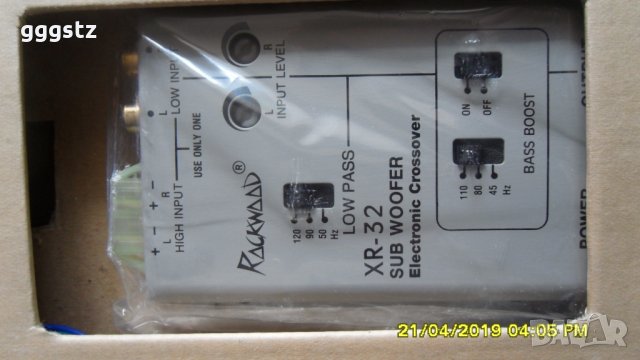 gggstz
LOW INPUT
L
R
INPUT LEVEL
L
USE ONLY ONE
HIGH INPUT
+ - + -
L R
ROCKWOOD ®
120 90 50
Hz
LOW PASS
XR-32
SUB WOOFER
Electronic Crossover
ON OFF
BASS BOOST
110 80 45
Hz
OUTPUT
POWER
21/04/2019 04:05 PM
BAZAR